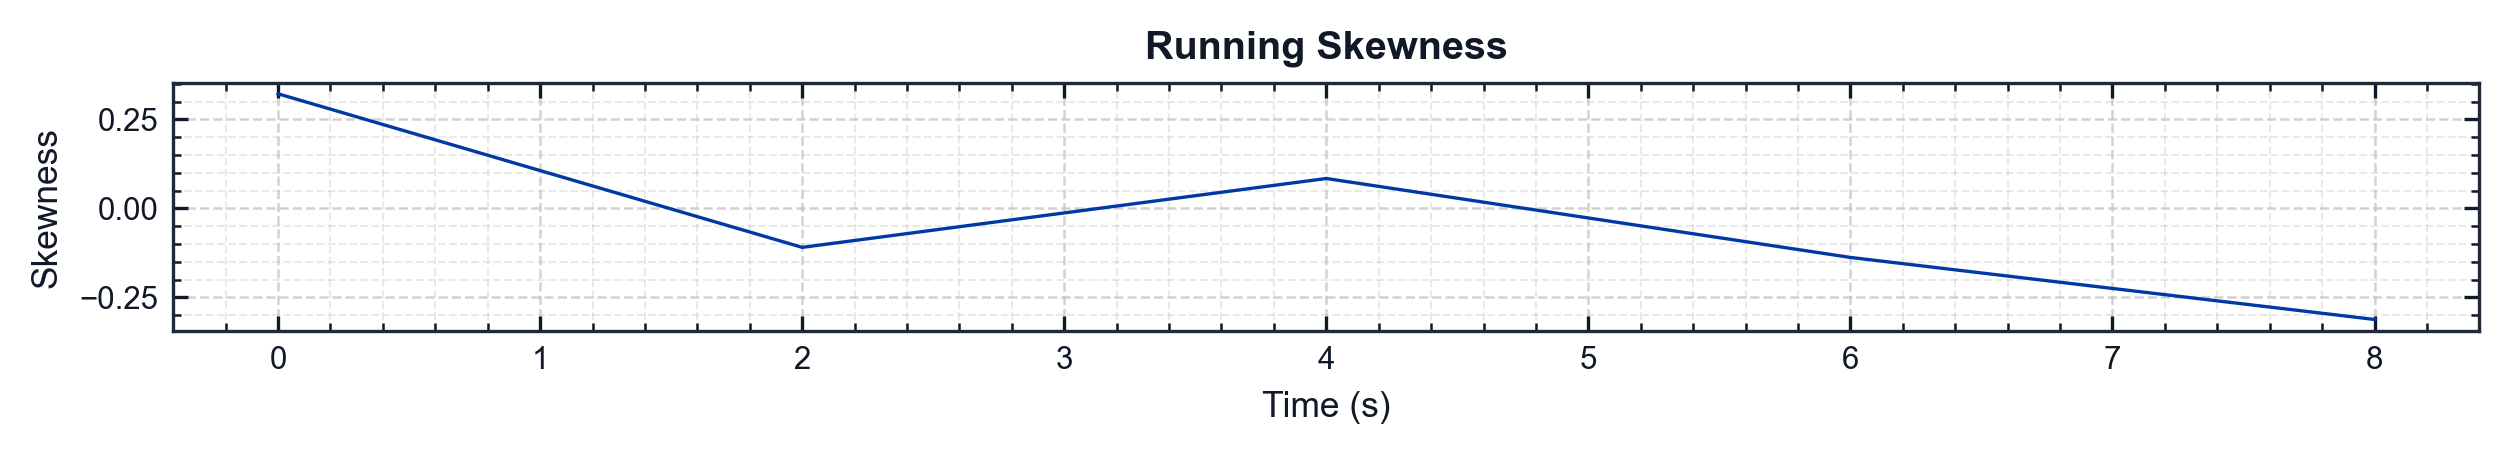 Running Skewness
Skewness
0.25
0.00
−0.25
0 1 2 3 4 5 6 7 8
Time (s)